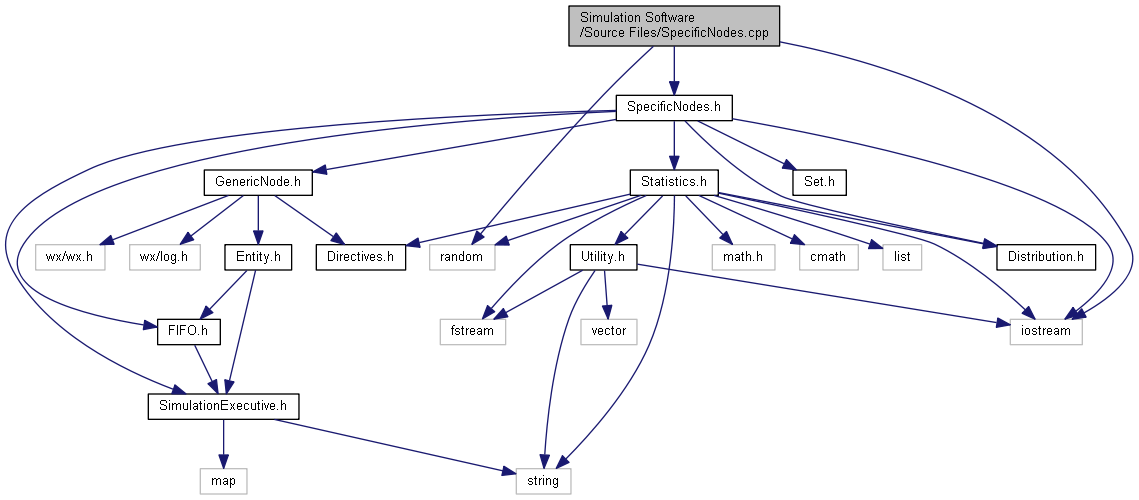 Simulation Software
/Source Files/SpecificNodes.cpp
SpecificNodes.h
GenericNode.h
Statistics.h
Set.h
wx/wx.h
wx/log.h
Entity.h
Directives.h
random
Utility.h
math.h
cmath
list
Distribution.h
FIFO.h
fstream
vector
iostream
SimulationExecutive.h
map
string